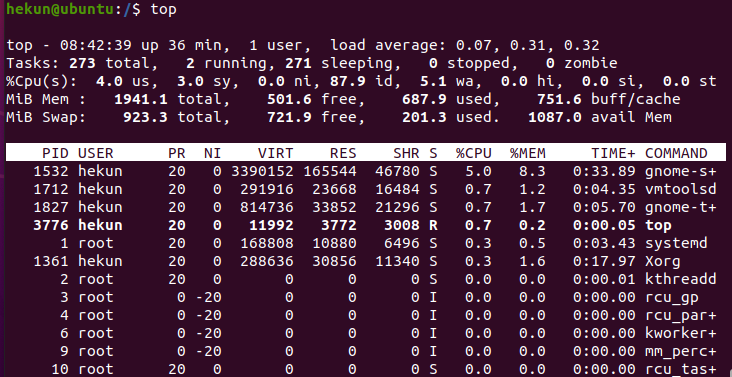 hekun@ubuntu:/$ top
top - 08:42:39 up 36 min,  1 user,  load average: 0.07, 0.31, 0.32
Tasks: 273 total,   2 running, 271 sleeping,   0 stopped,   0 zombie
%Cpu(s):  4.0 us,  3.0 sy,  0.0 ni, 87.9 id,  5.1 wa,  0.0 hi,  0.0 si,  0.0 st
MiB Mem :   1941.1 total,    501.6 free,    687.9 used,    751.6 buff/cache
MiB Swap:    923.3 total,    721.9 free,    201.3 used.   1087.0 avail Mem
PID USER      PR  NI    VIRT    RES    SHR S  %CPU  %MEM     TIME+ COMMAND
1532 hekun     20   0 3390152 165544  46780 S   5.0   8.3   0:33.89 gnome-s+
1712 hekun     20   0  291916  23668  16484 S   0.7   1.2   0:04.35 vmtoolsd
1827 hekun     20   0  814736  33852  21296 S   0.7   1.7   0:05.70 gnome-t+
3776 hekun     20   0   11992   3772   3008 R   0.7   0.2   0:00.05 top
1 root      20   0  168808  10880   6496 S   0.3   0.5   0:03.43 systemd
1361 hekun     20   0  288636  30856  11340 S   0.3   1.6   0:17.97 Xorg
2 root      20   0       0      0      0 S   0.0   0.0   0:00.01 kthreadd
3 root       0 -20       0      0      0 I   0.0   0.0   0:00.00 rcu_gp
4 root       0 -20       0      0      0 I   0.0   0.0   0:00.00 rcu_par+
6 root       0 -20       0      0      0 I   0.0   0.0   0:00.00 kworker+
9 root       0 -20       0      0      0 I   0.0   0.0   0:00.00 mm_perc+
10 root      20   0       0      0      0 S   0.0   0.0   0:00.00 rcu_tas+